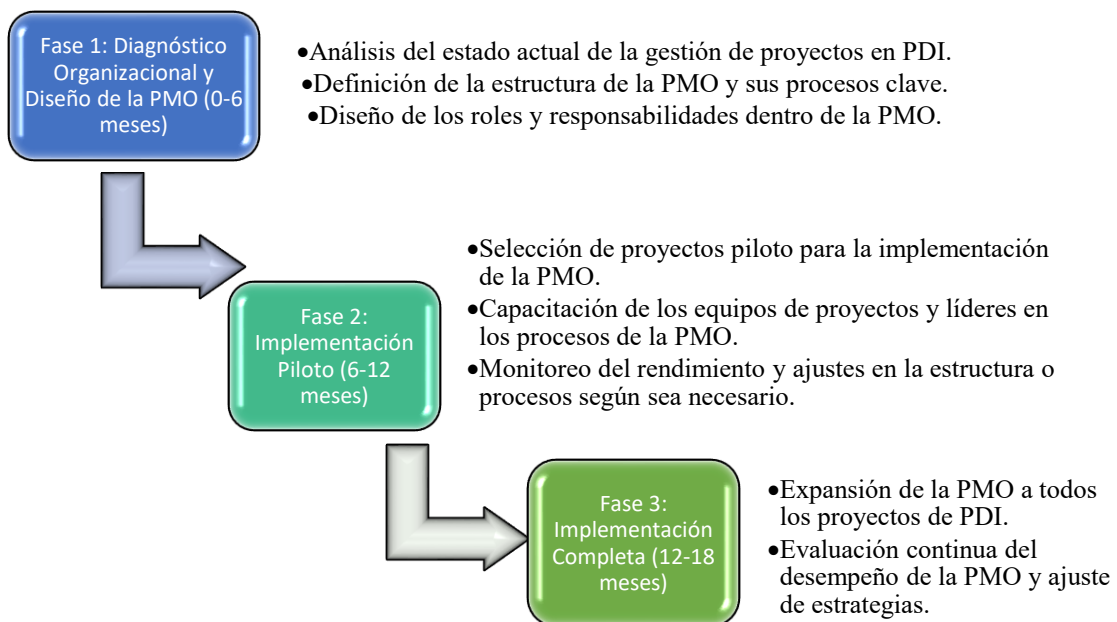 Fase 1: Diagnóstico
Organizacional y
Diseño de la PMO (0-6
meses)
•Análisis del estado actual de la gestión de proyectos en PDI.
•Definición de la estructura de la PMO y sus procesos clave.
•Diseño de los roles y responsabilidades dentro de la PMO.
Fase 2:
Implementación
Piloto (6-12
meses)
•Selección de proyectos piloto para la implementación
de la PMO.
•Capacitación de los equipos de proyectos y líderes en
los procesos de la PMO.
•Monitoreo del rendimiento y ajustes en la estructura o
procesos según sea necesario.
Fase 3:
Implementación
Completa (12-18
meses)
•Expansión de la PMO a todos
los proyectos de PDI.
•Evaluación continua del
desempeño de la PMO y ajuste
de estrategias.